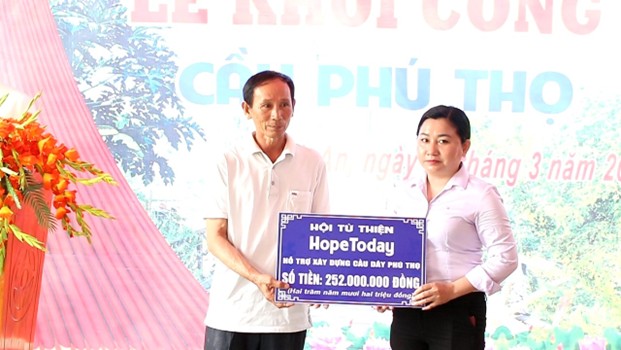 LỄ KHỞI CÔNG
CẦU PHÚ THỌ
An, ngày
tháng 3 năm
HỘI TỪ THIỆN
HopeToday
HỖ TRỢ XÂY DỰNG CẦU DÂY PHÚ THỌ
SỐ TIỀN: 252.000.000 ĐỒNG
(Hai trăm năm mươi hai triệu đồng)